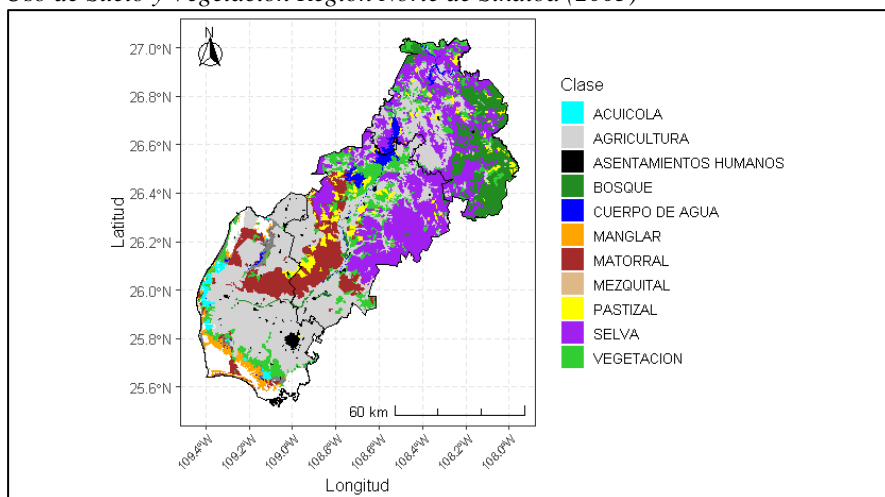 Uso de Suelo y Vegetación Región Norte de Sinaloa (2005)
N
27.0°N
26.8°N
26.6°N
26.4°N
26.2°N
26.0°N
25.8°N
25.6°N
Latitud
60 km
109.4°W
109.2°W
109.0°W
108.8°W
108.6°W
108.4°W
108.2°W
108.0°W
Longitud
Clase
ACUICOLA
AGRICULTURA
ASENTAMIENTOS HUMANOS
BOSQUE
CUERPO DE AGUA
MANGLAR
MATORRAL
MEZQUITAL
PASTIZAL
SELVA
VEGETACION